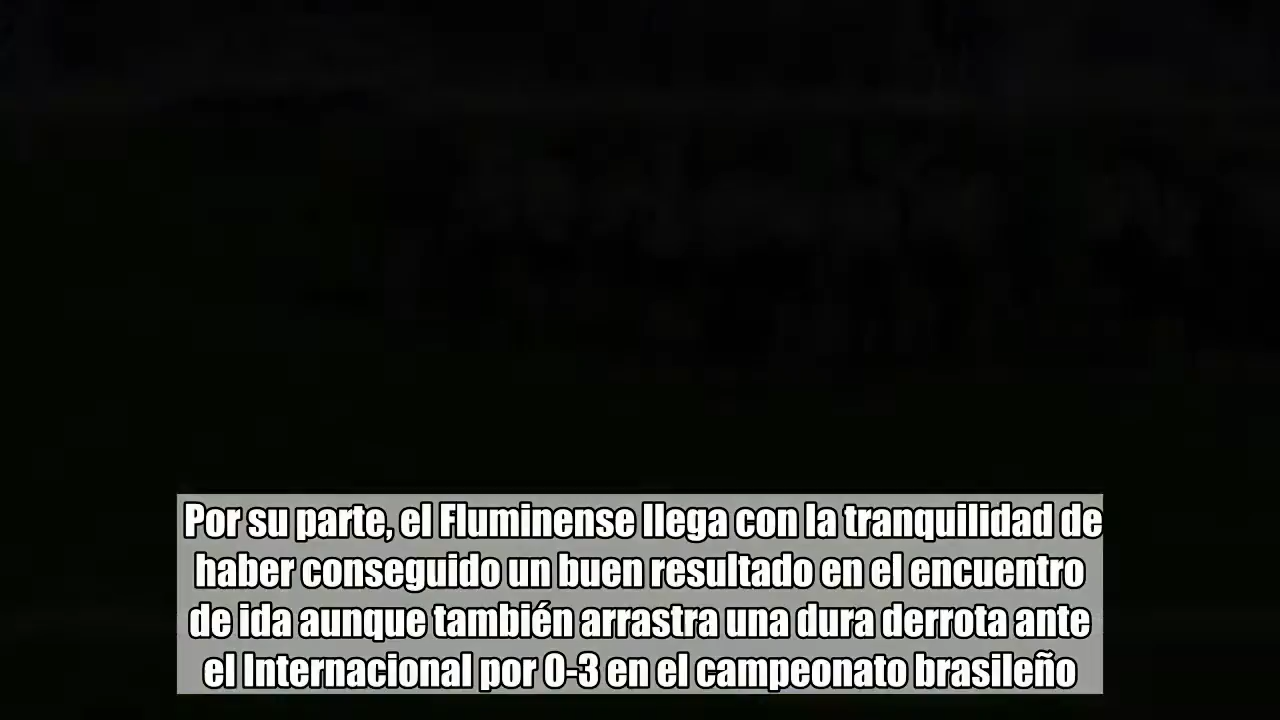 Por su parte, el Fluminense llega con la tranquilidad de
haber conseguido un buen resultado en el encuentro
de ida aunque también arrastra una dura derrota ante
el Internacional por 0-3 en el campeonato brasileño